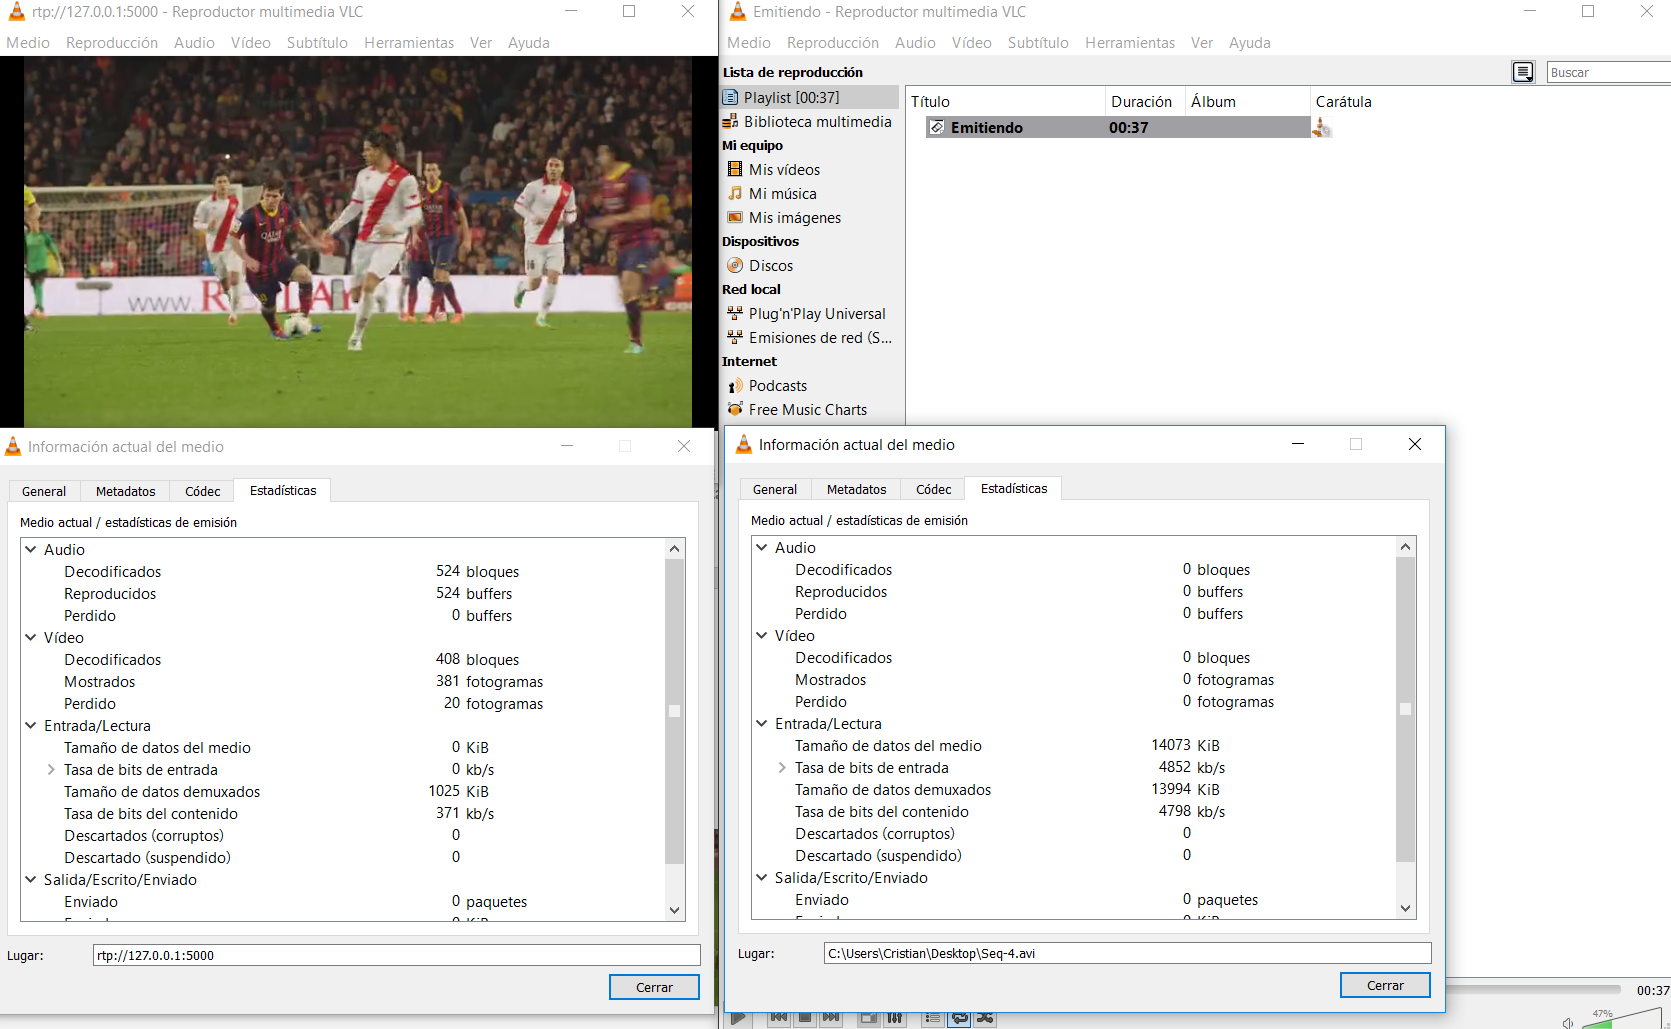 rtp://127.0.0.1:5000 - Reproductor multimedia VLC
Medio Reproducción Audio Vídeo Subtítulo Herramientas Ver Ayuda
www.
Información actual del medio
General Metadatos Códec Estadísticas
Medio actual / estadísticas de emisión
Audio
Decodificados 524 bloques
Reproducidos 524 buffers
Perdido 0 buffers
Vídeo
Decodificados 408 bloques
Mostrados 381 fotogramas
Perdido 20 fotogramas
Entrada/Lectura
Tamaño de datos del medio 0 KiB
Tasa de bits de entrada 0 kb/s
Tamaño de datos demuxados 1025 KiB
Tasa de bits del contenido 371 kb/s
Descartados (corruptos) 0
Descartado (suspendido) 0
Salida/Escrito/Enviado
Enviado 0 paquetes
Lugar: rtp://127.0.0.1:5000
Cerrar
Emitiendo - Reproductor multimedia VLC
Medio Reproducción Audio Vídeo Subtítulo Herramientas Ver Ayuda
Lista de reproducción
Buscar
Playlist [00:37]
Biblioteca multimedia
Mi equipo
Mis vídeos
Mi música
Mis imágenes
Dispositivos
Discos
Red local
Plug'n'Play Universal
Emisiones de red (S...
Internet
Podcasts
Free Music Charts
Título Duración Álbum Carátula
Emitiendo 00:37
Información actual del medio
General Metadatos Códec Estadísticas
Medio actual / estadísticas de emisión
Audio
Decodificados 0 bloques
Reproducidos 0 buffers
Perdido 0 buffers
Vídeo
Decodificados 0 bloques
Mostrados 0 fotogramas
Perdido 0 fotogramas
Entrada/Lectura
Tamaño de datos del medio 14073 KiB
Tasa de bits de entrada 4852 kb/s
Tamaño de datos demuxados 13994 KiB
Tasa de bits del contenido 4798 kb/s
Descartados (corruptos) 0
Descartado (suspendido) 0
Salida/Escrito/Enviado
Enviado 0 paquetes
Lugar: C:\Users\Cristian\Desktop\Seq-4.avi
Cerrar
00:37
47%